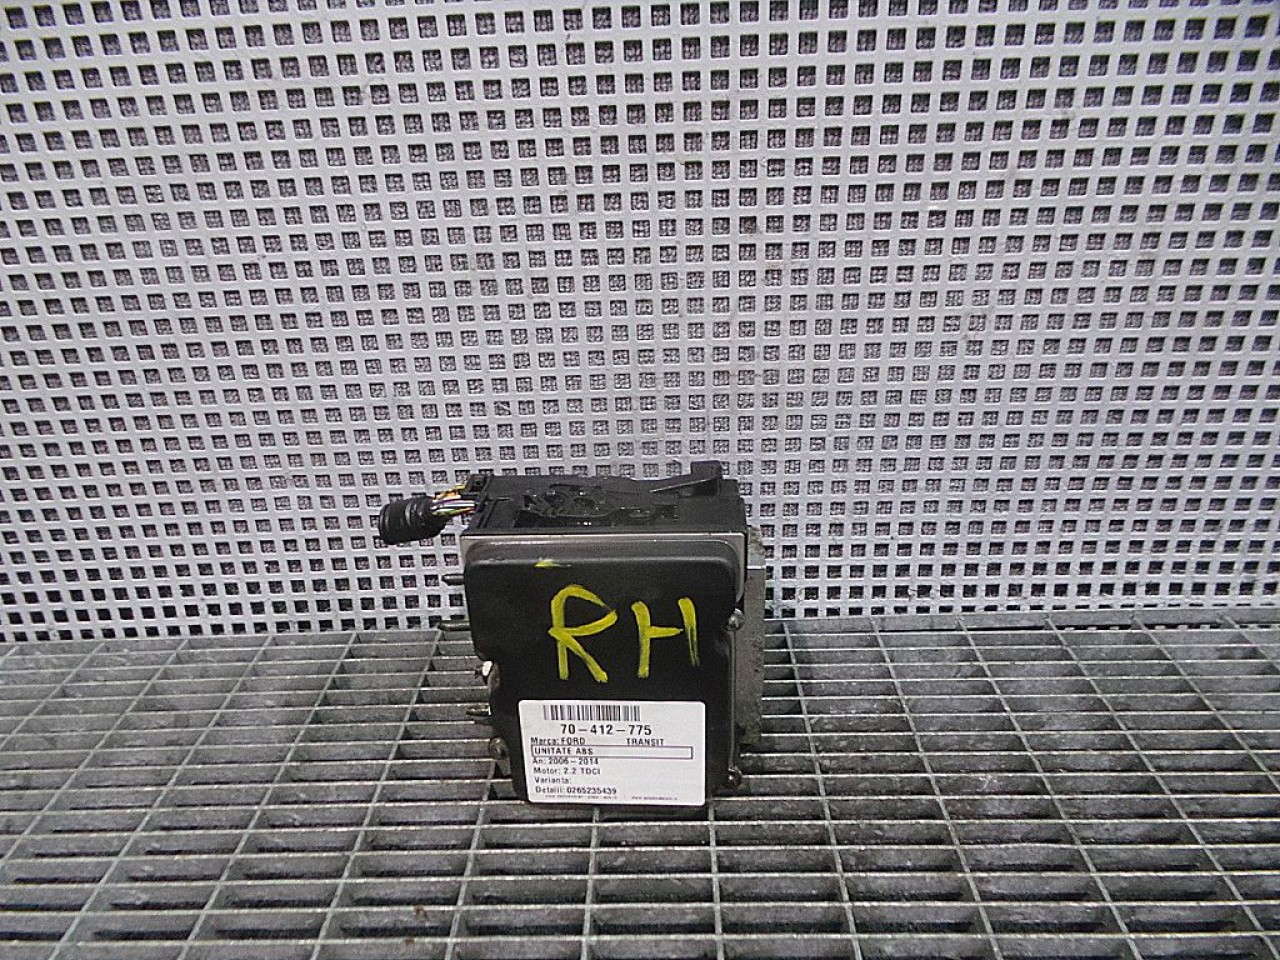 RH
70-412-775
Marca: FORD TRANSIT
UNITATE ABS
An: 2006-2014
Motor: 2.2 TDCI
Varianta:
Detalii: 0265235439